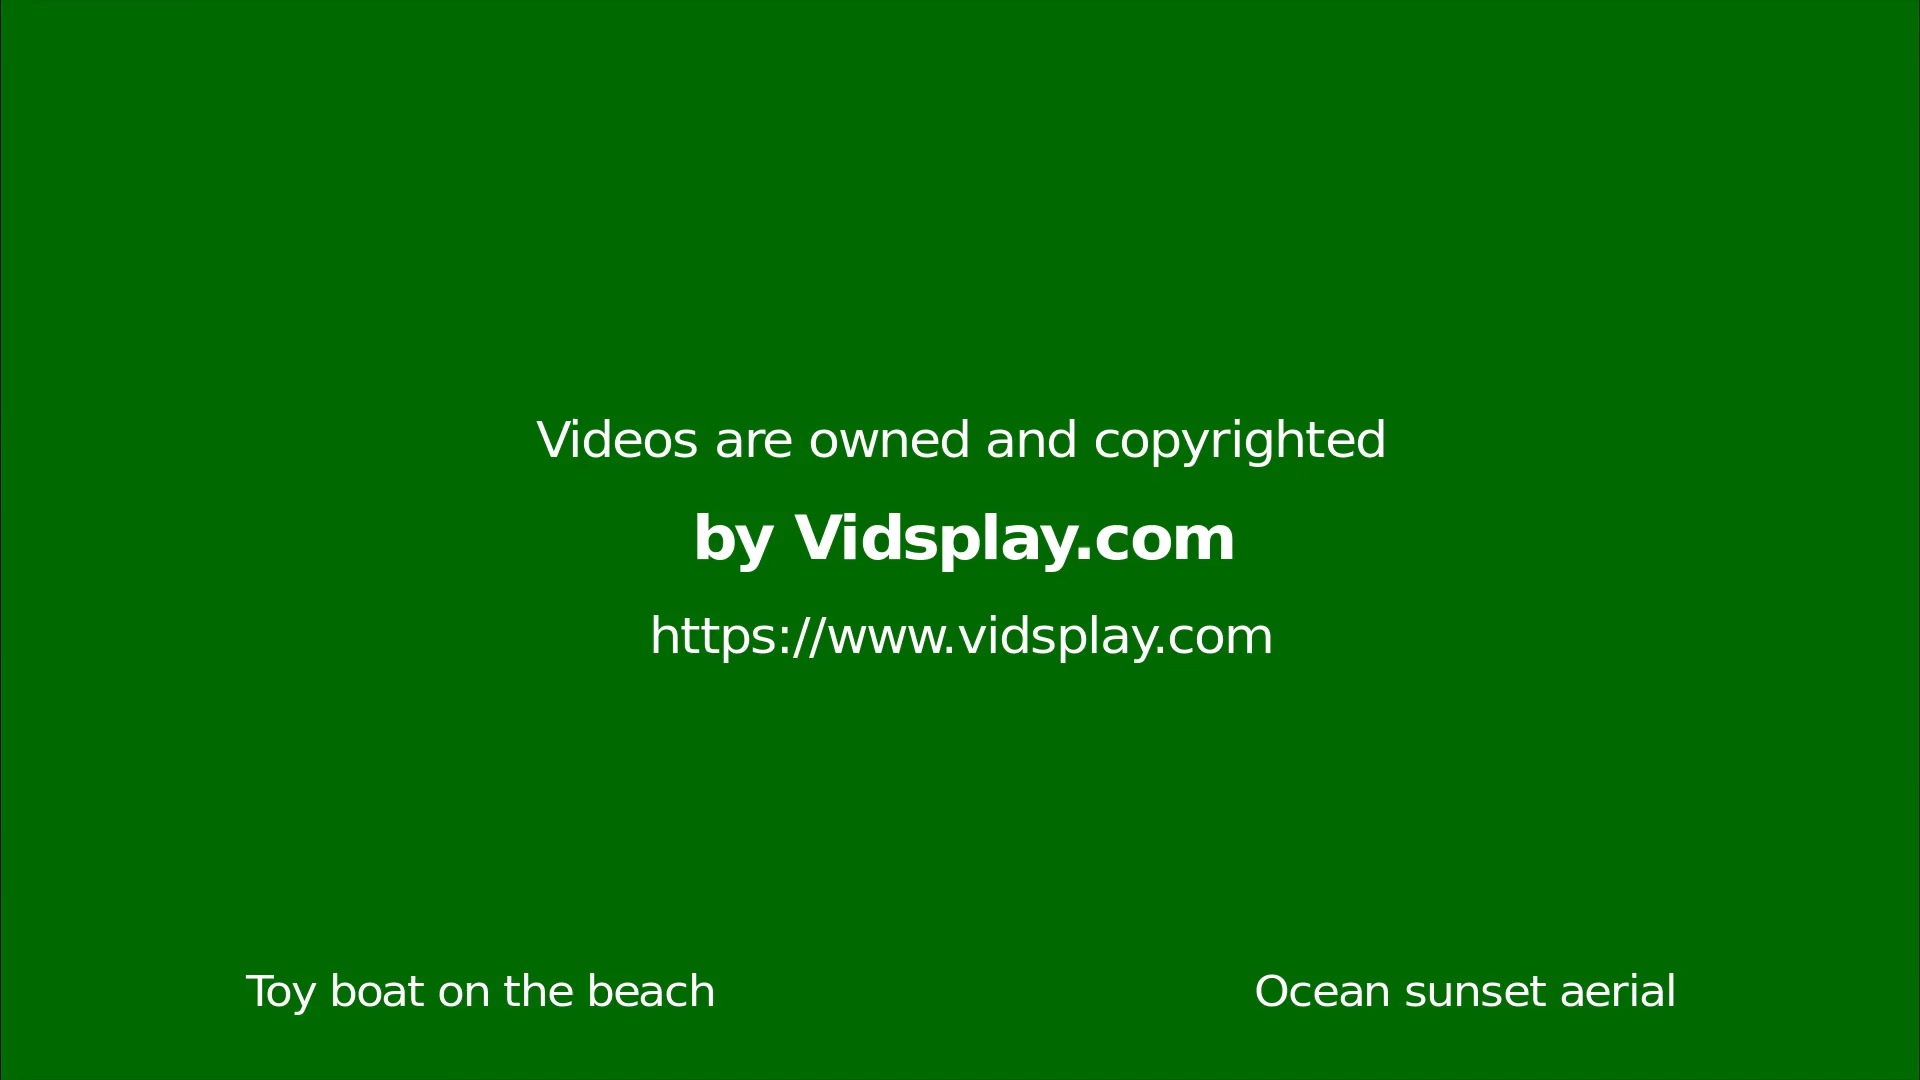 Videos are owned and copyrighted
by Vidsplay.com
https://www.vidsplay.com
Toy boat on the beach
Ocean sunset aerial